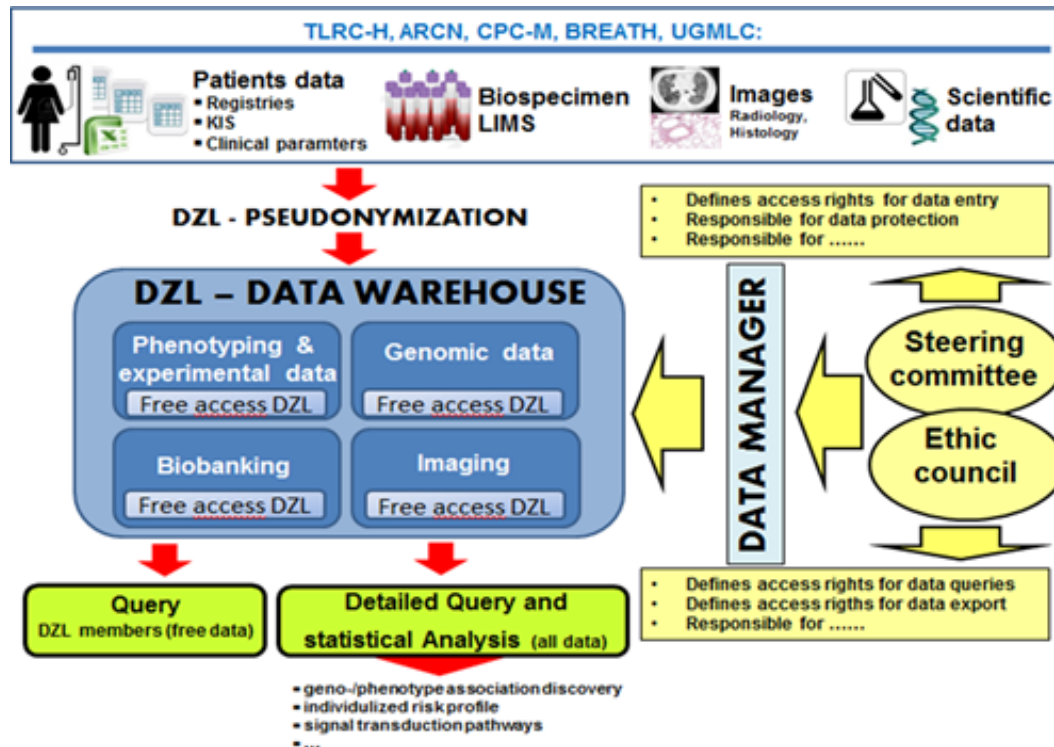 TLRC-H, ARCN, CPC-M, BREATH, UGMLC:
Patients data
▪ Registries
▪ KIS
▪ Clinical paramters
Biospecimen
LIMS
Images
Radiology,
Histology
Scientific
data
DZL - PSEUDONYMIZATION
• Defines access rights for data entry
• Responsible for data protection
• Responsible for ......
DZL – DATA WAREHOUSE
Phenotyping &
experimental data
Free access DZL
Genomic data
Free access DZL
Biobanking
Free access DZL
Imaging
Free access DZL
DATA MANAGER
Steering
committee
Ethic
council
• Defines access rights for data queries
• Defines access rigths for data export
• Responsible for ......
Query
DZL members (free data)
Detailed Query and
statistical Analysis (all data)
▪ geno-/phenotype association discovery
▪ individulized risk profile
▪ signal transduction pathways
▪ ...